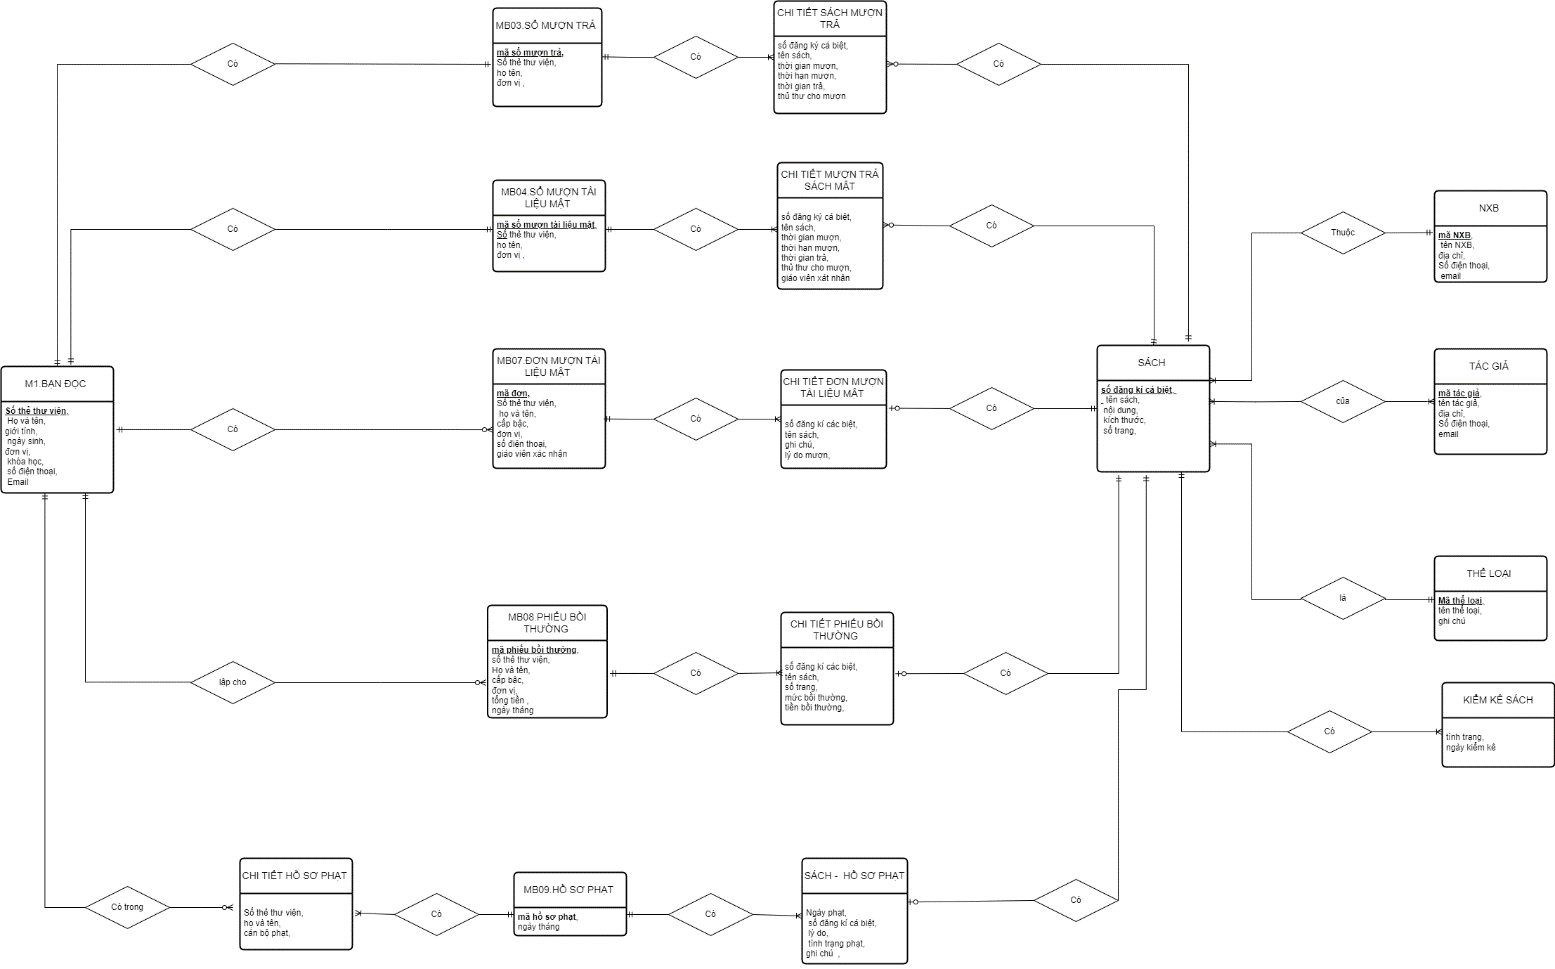 MB03.SỔ MƯỢN TRẢ
mã số mượn trả,
Số thẻ thư viện,
họ tên,
đơn vị ,
CHI TIẾT SÁCH MƯỢN
TRẢ
số đăng ký cá biệt,
tên sách,
thời gian mượn,
thời hạn mượn,
thời gian trả,
thủ thư cho mượn
Có
Có
Có
MB04.SỔ MƯỢN TÀI
LIỆU MẬT
mã số mượn tài liệu mật,
Số thẻ thư viện,
họ tên,
đơn vị ,
CHI TIẾT MƯỢN TRẢ
SÁCH MẬT
số đăng ký cá biêt,
tên sách,
thời gian mượn,
thời hạn mượn,
thời gian trả,
thủ thư cho mượn,
giáo viên xát nhận
Có
Có
Có
Thuộc
NXB
mã NXB,
tên NXB,
địa chỉ,
Số điện thoại,
email
M1.BẠN ĐỌC
Số thẻ thư viện,
Họ và tên,
giới tính,
ngày sinh,
đơn vị,
khóa học,
số điện thoại,
Email
Có
MB07.ĐƠN MƯỢN TÀI
LIỆU MẬT
mã đơn,
Số thẻ thư viện,
họ và tên,
cấp bậc,
đơn vị,
số điện thoại,
giáo viên xác nhận
Có
CHI TIẾT ĐƠN MƯỢN
TÀI LIỆU MẬT
số đăng kí các biệt,
tên sách,
ghi chú,
lý do mượn,
Có
SÁCH
số đăng kí cá biệt,
tên sách,
nội dung,
kích thước,
số trang,
của
TÁC GIẢ
mã tác giả,
tên tác giả,
địa chỉ,
Số điện thoại,
email
là
THỂ LOẠI
Mã thể loại,
tên thể loại,
ghi chú
lập cho
MB08.PHIẾU BỒI
THƯỜNG
mã phiếu bồi thường,
số thẻ thư viện,
Họ và tên,
cấp bậc,
đơn vị,
tổng tiền ,
ngày tháng
Có
CHI TIẾT PHIẾU BỒI
THƯỜNG
số đăng kí các biệt,
tên sách,
số trang,
mức bồi thường,
tiền bồi thường,
Có
Có
KIỂM KÊ SÁCH
tình trạng,
ngày kiểm kê
Có trong
CHI TIẾT HỒ SƠ PHẠT
Số thẻ thư viện,
họ và tên,
cán bộ phạt,
Có
MB09.HỒ SƠ PHẠT
mã hồ sơ phạt,
ngày tháng
Có
SÁCH - HỒ SƠ PHẠT
Ngày phạt,
số đăng kí cá biệt,
lý do,
tình trạng phạt,
ghi chú ,
Có